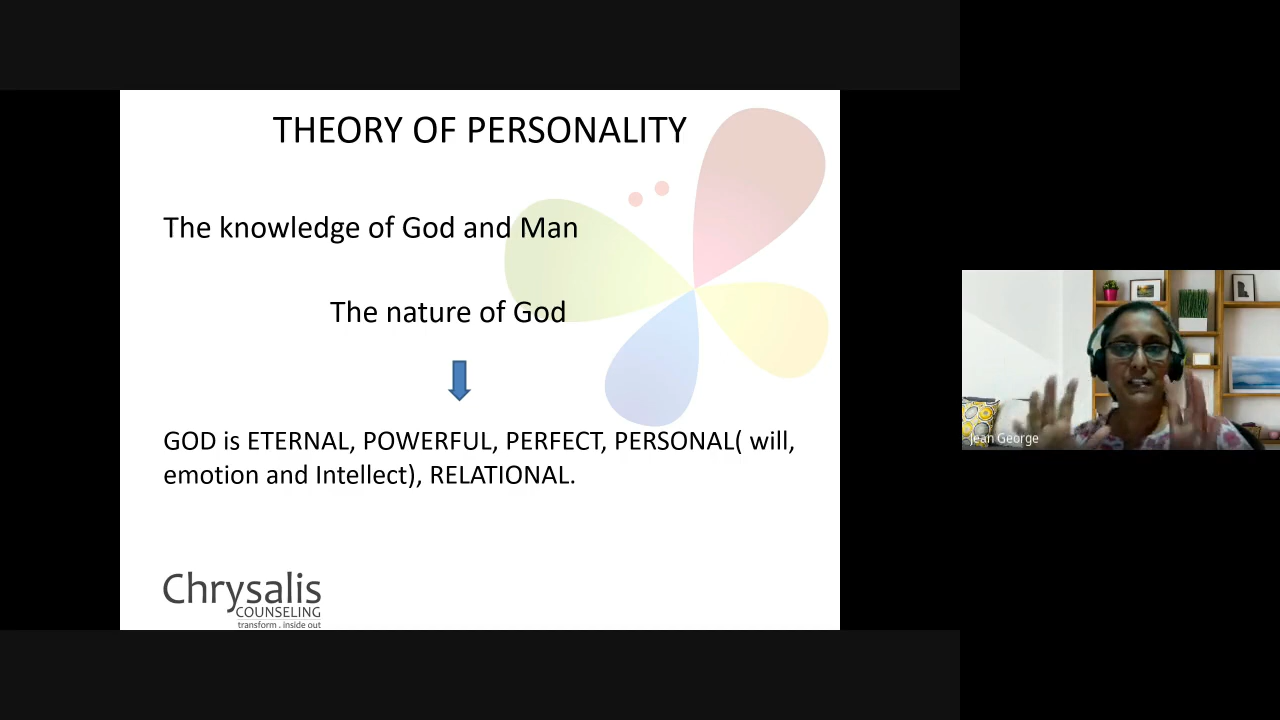 THEORY OF PERSONALITY
The knowledge of God and Man
The nature of God
GOD is ETERNAL, POWERFUL, PERFECT, PERSONAL( will,
emotion and Intellect), RELATIONAL.
Chrysalis
COUNSELING
transform . inside out
Jean George